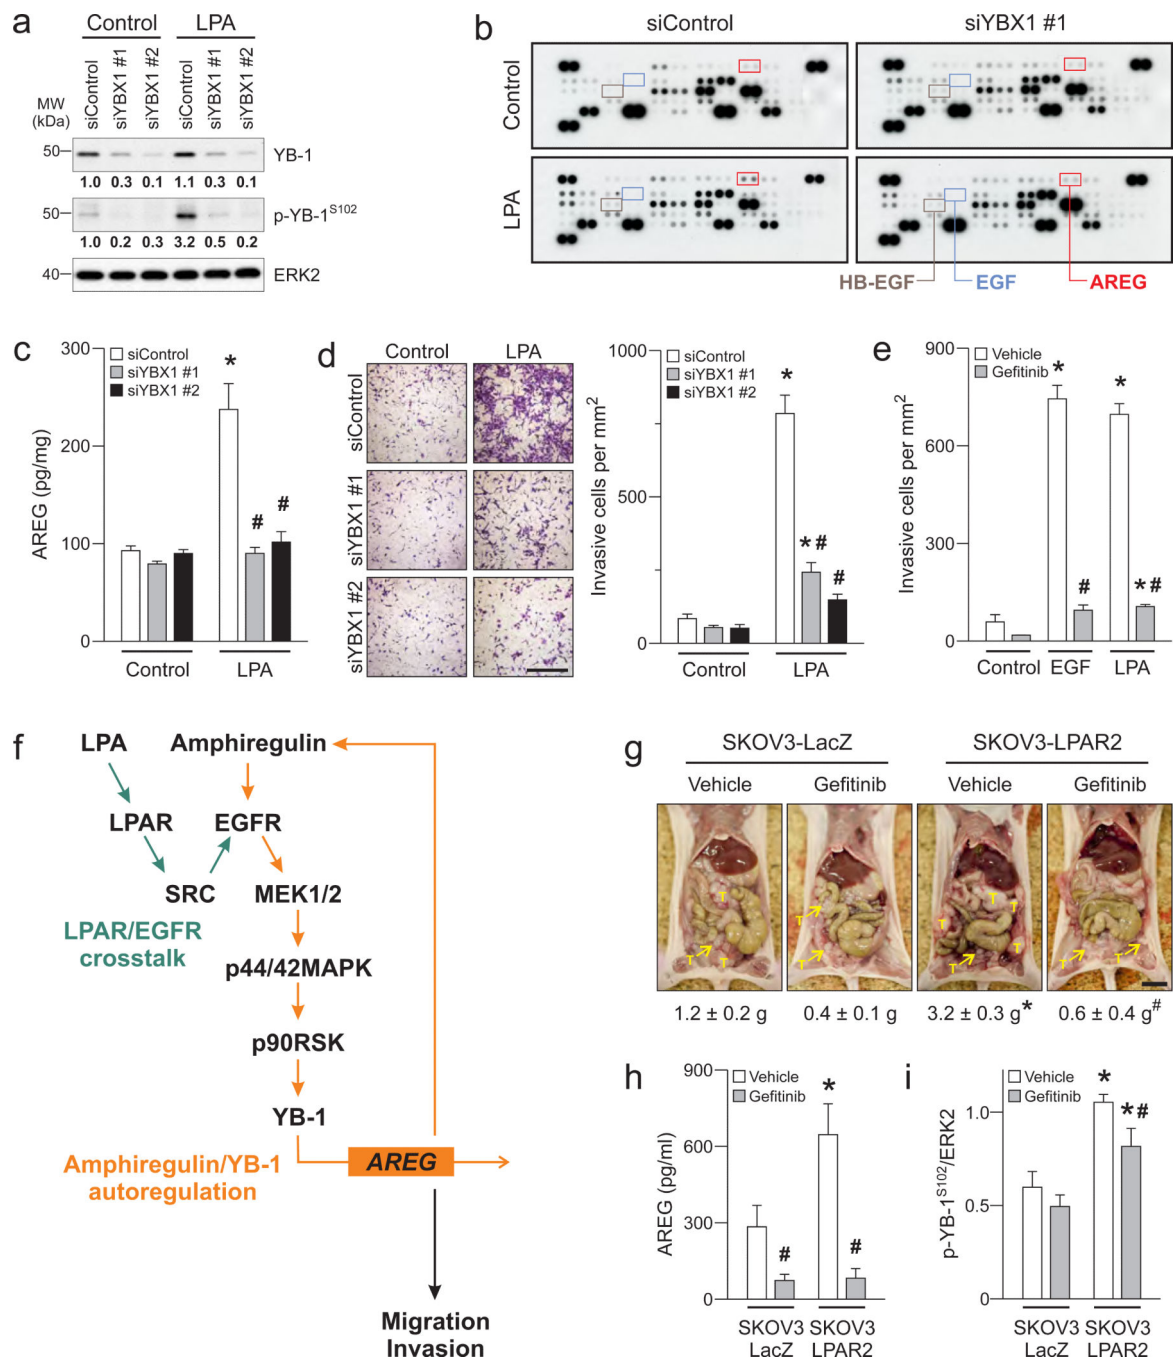 a
Control LPA
MW
(kDa)
siControl
siYBX1 #1
siYBX1 #2
siControl
siYBX1 #1
siYBX1 #2
50 YB-1
1.0 0.3 0.1 1.1 0.3 0.1
50 p-YB-1^S102
1.0 0.2 0.3 3.2 0.5 0.2
40 ERK2
b
siControl siYBX1 #1
Control
LPA
HB-EGF EGF AREG
c
AREG (pg/mg)
300
200
100
0
siControl
siYBX1 #1
siYBX1 #2
*
# #
Control LPA
d
Control LPA
siControl
siYBX1 #1
siYBX1 #2
Invasive cells per mm²
1000
500
0
siControl
siYBX1 #1
siYBX1 #2
*
* #
#
Control LPA
e
Invasive cells per mm²
900
600
300
0
Vehicle
Gefitinib
* *
# * #
Control EGF LPA
f
LPA Amphiregulin
LPAR EGFR
SRC MEK1/2
LPAR/EGFR
crosstalk
p44/42MAPK
p90RSK
YB-1
Amphiregulin/YB-1
autoregulation
AREG
Migration
Invasion
g
SKOV3-LacZ SKOV3-LPAR2
Vehicle Gefitinib Vehicle Gefitinib
T T T
T T T
T T T T
T T
1.2 ± 0.2 g 0.4 ± 0.1 g 3.2 ± 0.3 g* 0.6 ± 0.4 g#
h
AREG (pg/ml)
900
600
300
0
Vehicle
Gefitinib
*
# #
SKOV3 SKOV3
LacZ LPAR2
i
p-YB-1^S102/ERK2
1.0
0.5
0
Vehicle
Gefitinib
*
* #
SKOV3 SKOV3
LacZ LPAR2